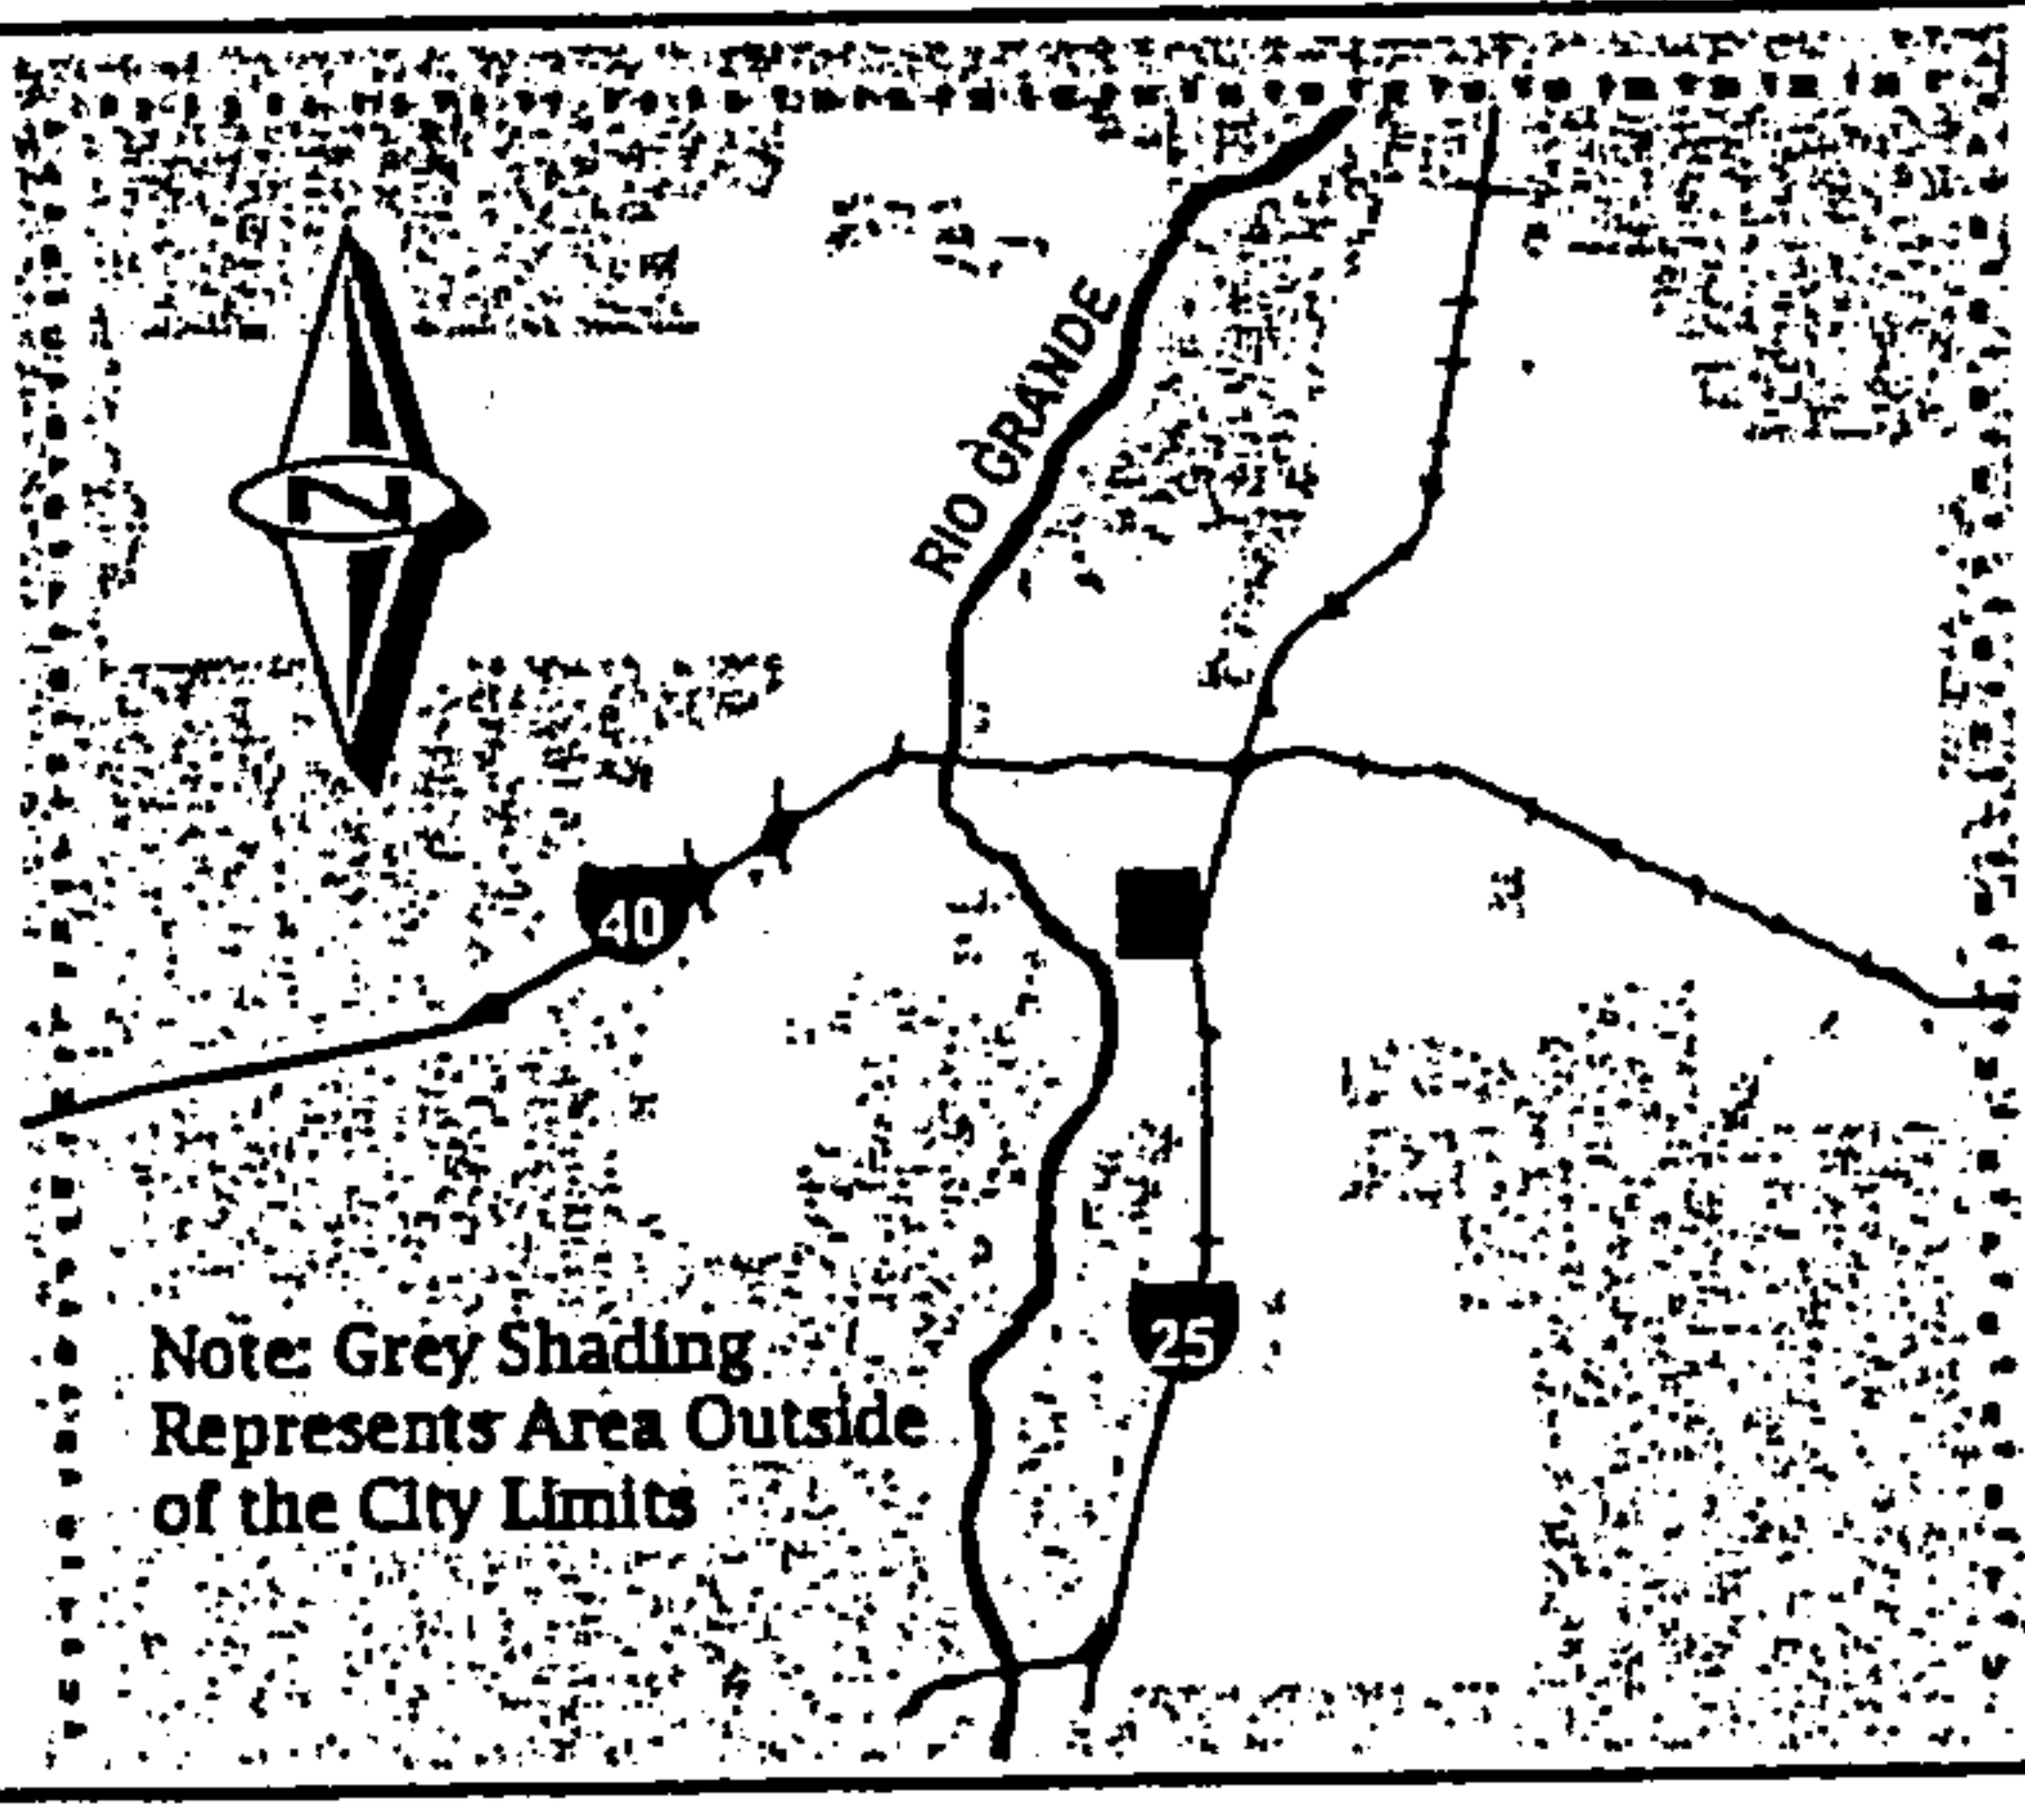 N
RIO GRANDE
40
25
Note: Grey Shading
Represents Area Outside
of the City Limits